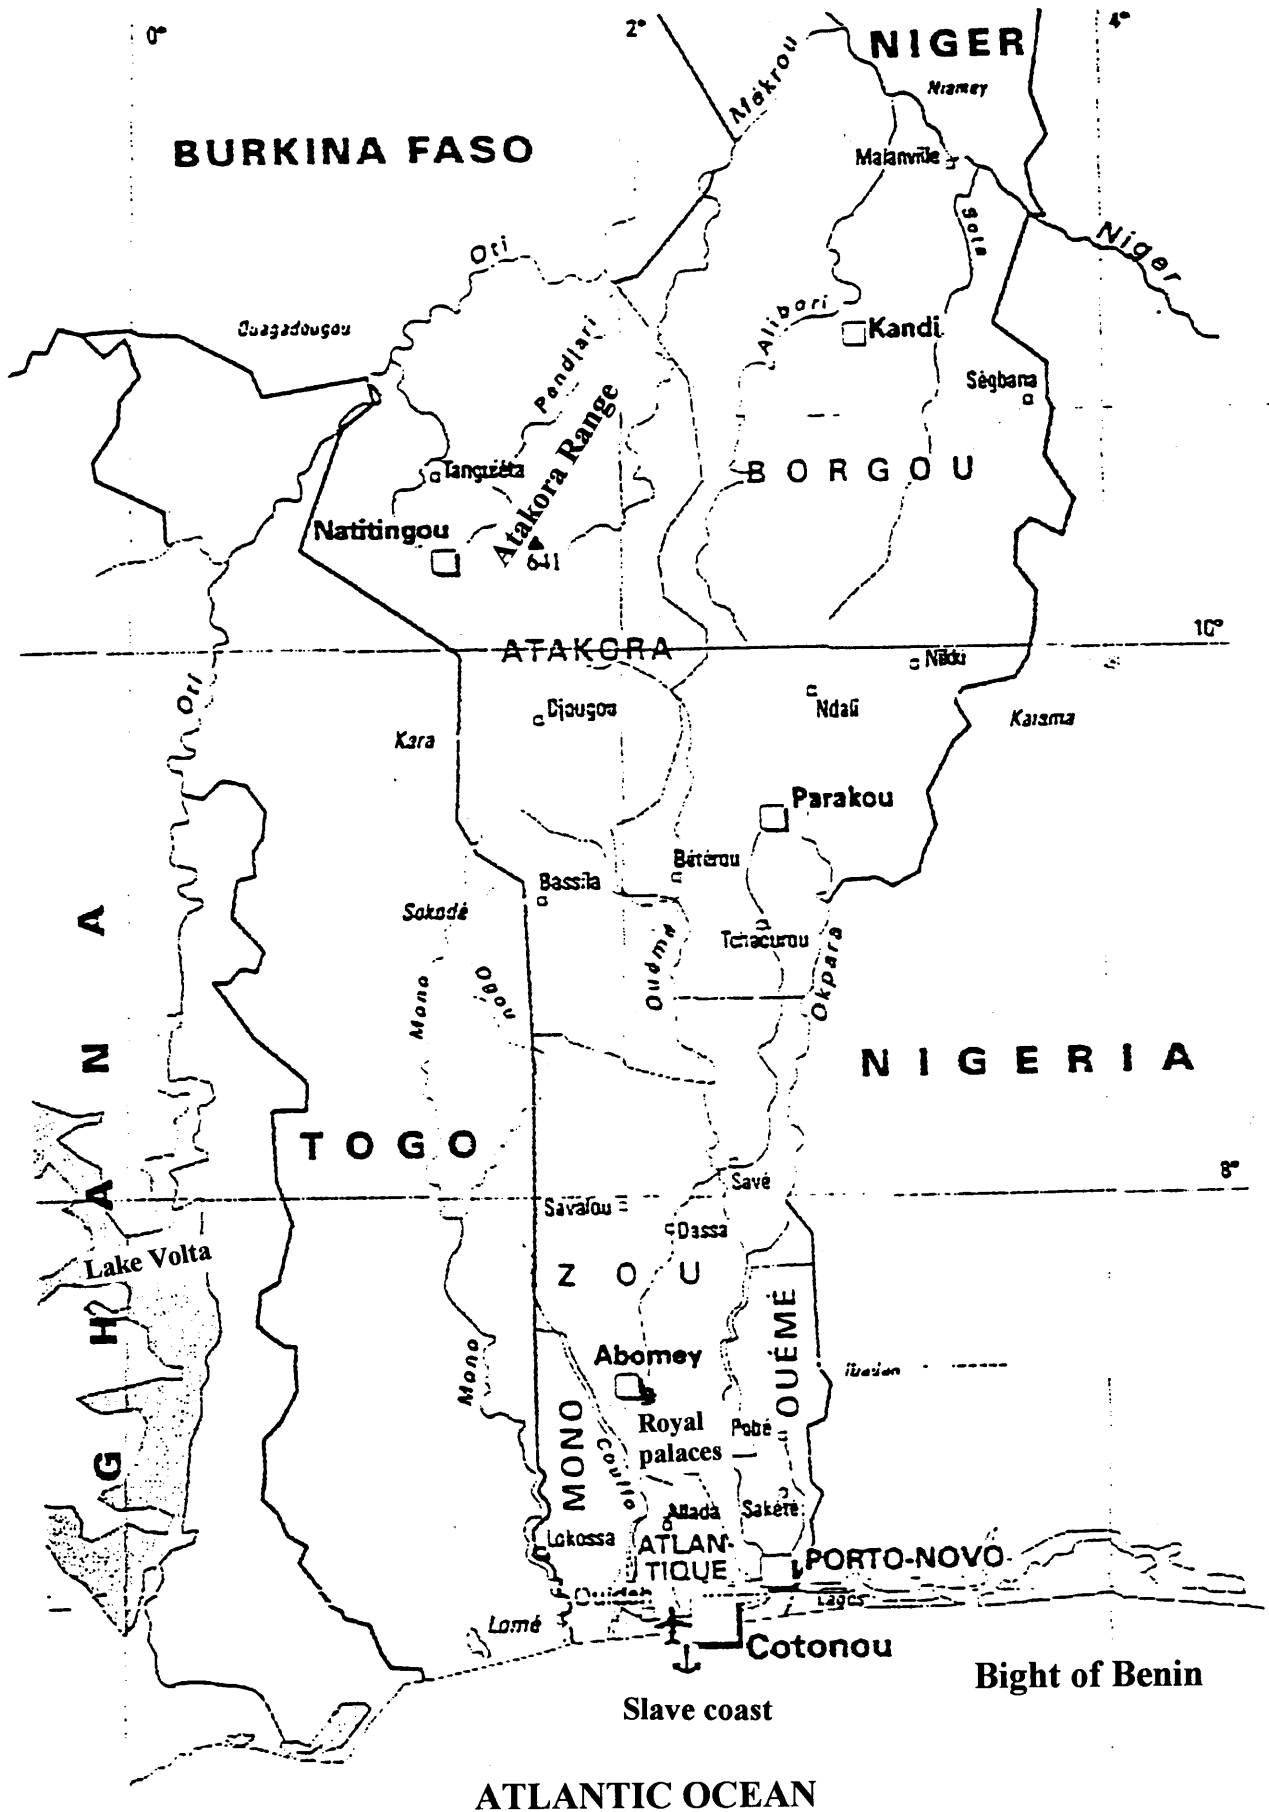 0°
2°
4°
NIGER
Niamey
Mékrou
BURKINA FASO
Malanville
Sota
Niger
Oti
Ouagadougou
Pendjari
Alibori
Kandi
Ségbana
Atakora Range
Tanguiéta
BORGOU
Natitingou
641
10°
ATAKORA
Nikki
Oti
Djougou
Ndali
Kara
Parakou
Bétérou
Bassila
Sokodé
Tchaourou
Ouémé
Okpara
Mono
Ogou
NIGERIA
TOGO
GHANA
8°
Savé
Savalou
Dassa
Lake Volta
ZOU
OUÉMÉ
Mono
Abomey
Ibadan
MONO
Couffo
Royal
palaces
Pobé
Allada
Sakété
Lokossa
ATLAN-
TIQUE
PORTO-NOVO
Ouidah
Lagos
Lomé
Cotonou
Bight of Benin
Slave coast
ATLANTIC OCEAN